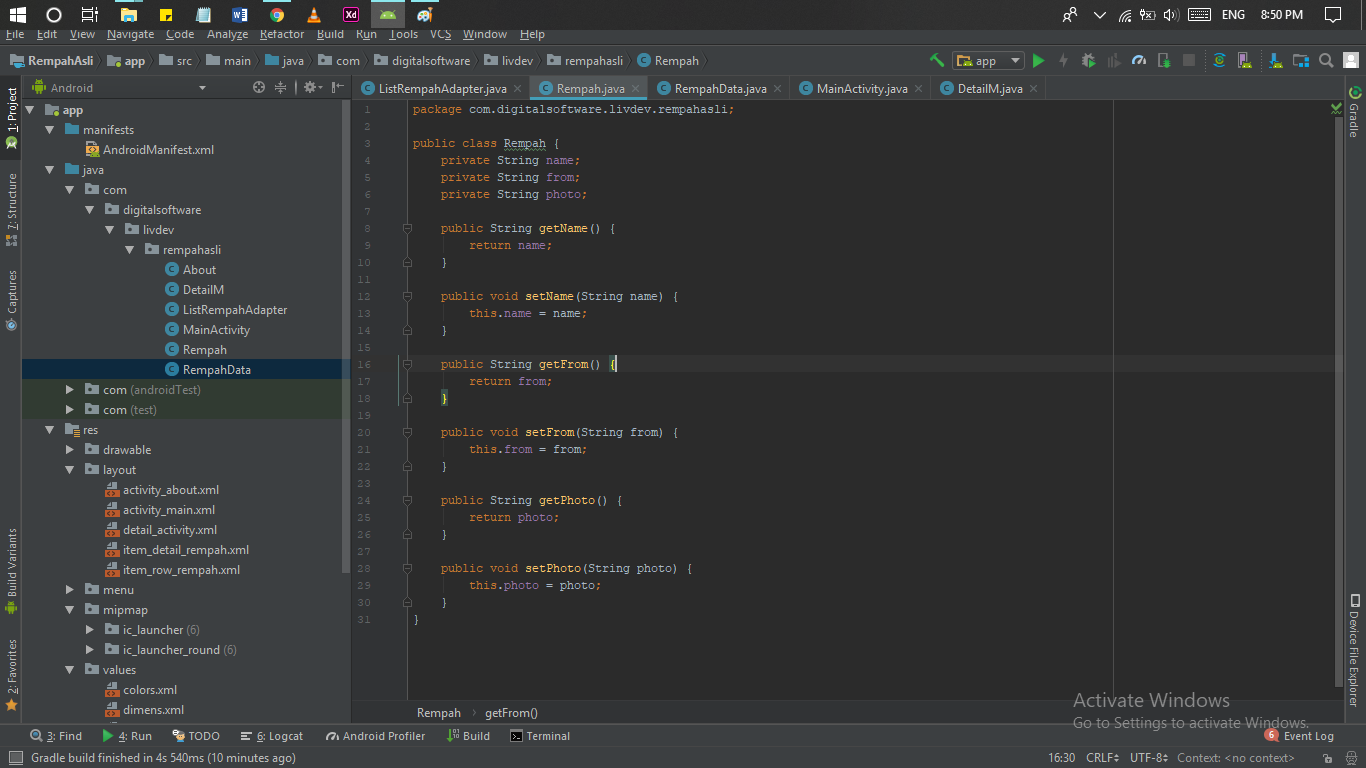 Xd ENG 8:50 PM
File Edit View Navigate Code Analyze Refactor Build Run Tools VCS Window Help
RempahAsli app src main java com digitalsoftware livdev rempahasli Rempah app
Android ListRempahAdapter.java Rempah.java RempahData.java MainActivity.java DetailM.java
1: Project
7: Structure
Captures
Build Variants
2: Favorites
app
manifests
AndroidManifest.xml
java
com
digitalsoftware
livdev
rempahasli
About
DetailM
ListRempahAdapter
MainActivity
Rempah
RempahData
com (androidTest)
com (test)
res
drawable
layout
activity_about.xml
activity_main.xml
detail_activity.xml
item_detail_rempah.xml
item_row_rempah.xml
menu
mipmap
ic_launcher (6)
ic_launcher_round (6)
values
colors.xml
dimens.xml
1 package com.digitalsoftware.livdev.rempahasli;
2
3 public class Rempah {
4 private String name;
5 private String from;
6 private String photo;
7
8 public String getName() {
9 return name;
10 }
11
12 public void setName(String name) {
13 this.name = name;
14 }
15
16 public String getFrom() {
17 return from;
18 }
19
20 public void setFrom(String from) {
21 this.from = from;
22 }
23
24 public String getPhoto() {
25 return photo;
26 }
27
28 public void setPhoto(String photo) {
29 this.photo = photo;
30 }
31 }
Gradle
Device File Explorer
Activate Windows
Go to Settings to activate Windows.
Rempah getFrom()
3: Find 4: Run TODO 6: Logcat Android Profiler Build Terminal 6 Event Log
Gradle build finished in 4s 540ms (10 minutes ago) 16:30 CRLF UTF-8 Context: <no context>